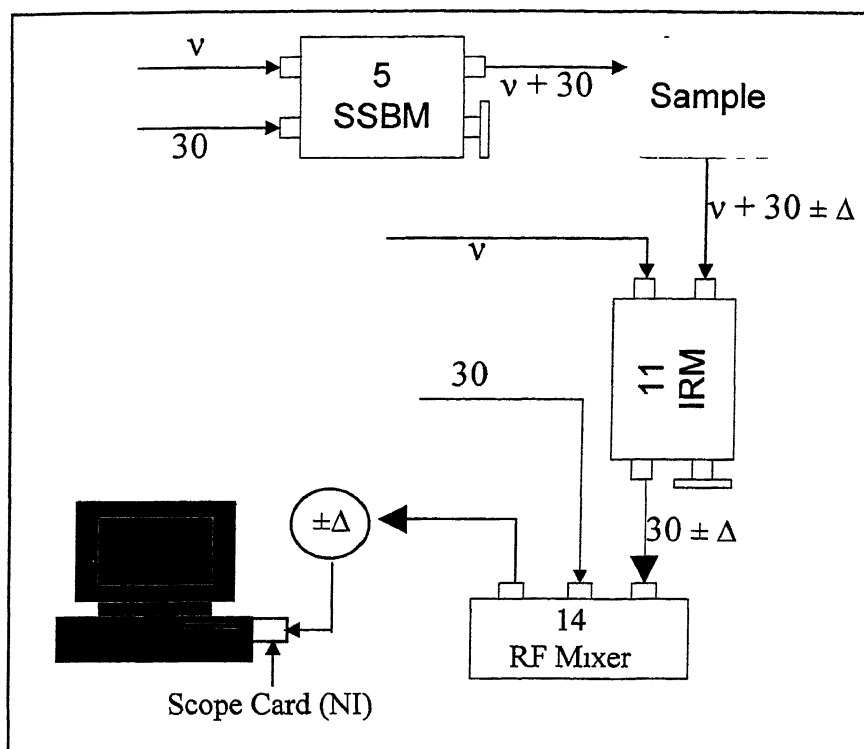 ν
5
SSBM
ν + 30
Sample
30
ν + 30 ± Δ
ν
11
IRM
30
±Δ
30 ± Δ
14
RF Mixer
Scope Card (NI)